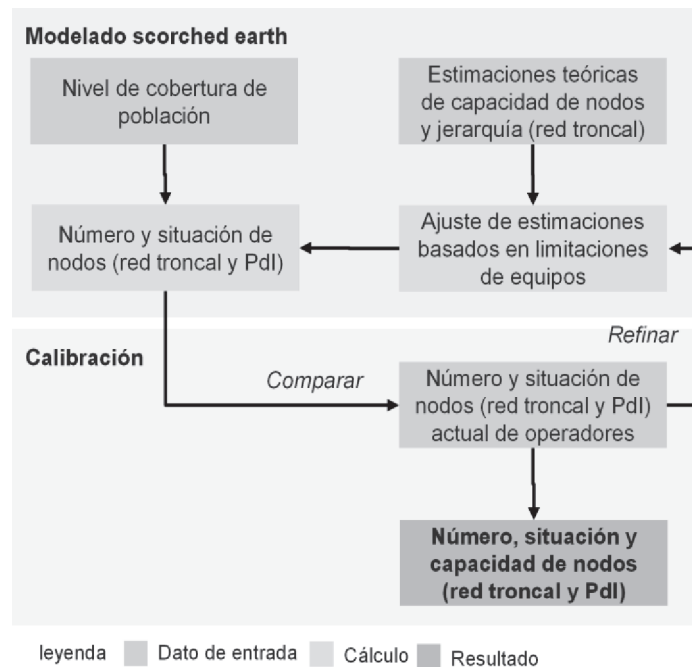 Modelado scorched earth
Nivel de cobertura de
población
Estimaciones teóricas
de capacidad de nodos
y jerarquía (red troncal)
Número y situación de
nodos (red troncal y PdI)
Ajuste de estimaciones
basados en limitaciones
de equipos
Refinar
Calibración
Comparar
Número y situación de
nodos (red troncal y PdI)
actual de operadores
Número, situación y
capacidad de nodos
(red troncal y PdI)
leyenda Dato de entrada Cálculo Resultado